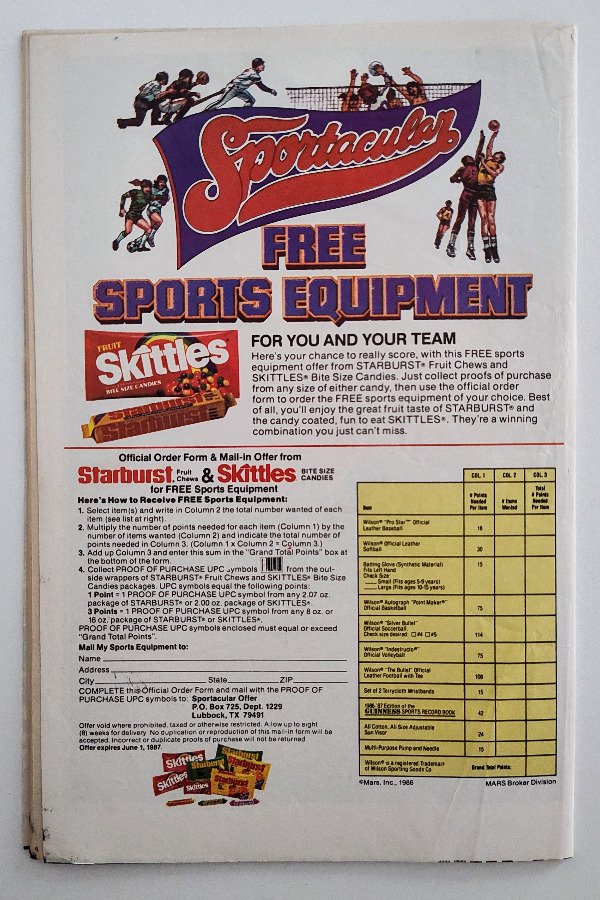 Sportacular
FREE
SPORTS EQUIPMENT
FRUIT
Skittles
BITE SIZE CANDIES
Starburst
FOR YOU AND YOUR TEAM
Here's your chance to really score, with this FREE sports
equipment offer from STARBURST® Fruit Chews and
SKITTLES® Bite Size Candies. Just collect proofs of purchase
from any size of either candy, then use the official order
form to order the FREE sports equipment of your choice. Best
of all, you'll enjoy the great fruit taste of STARBURST® and
the candy coated, fun to eat SKITTLES®. They're a winning
combination you just can't miss.
Official Order Form & Mail-in Offer from
Starburst Fruit Chews & Skittles BITE SIZE CANDIES
for FREE Sports Equipment
Here's How to Receive FREE Sports Equipment:
1. Select item(s) and write in Column 2 the total number wanted of each
item (see list at right).
2. Multiply the number of points needed for each item (Column 1) by the
number of items wanted (Column 2) and indicate the total number of
points needed in Column 3. (Column 1 x Column 2 = Column 3.)
3. Add up Column 3 and enter this sum in the "Grand Total Points" box at
the bottom of the form.
4. Collect PROOF OF PURCHASE UPC symbols from the out-
side wrappers of STARBURST® Fruit Chews and SKITTLES® Bite Size
Candies packages. UPC symbols equal the following points:
1 Point = 1 PROOF OF PURCHASE UPC symbol from any 2.07 oz.
package of STARBURST® or 2.00 oz. package of SKITTLES®.
3 Points = 1 PROOF OF PURCHASE UPC symbol from any 8 oz. or
16 oz. package of STARBURST® or SKITTLES®.
PROOF OF PURCHASE UPC symbols enclosed must equal or exceed
"Grand Total Points".
Mail My Sports Equipment to:
Name
Address
City State ZIP
COMPLETE this Official Order Form and mail with the PROOF OF
PURCHASE UPC symbols to: Sportacular Offer
P.O. Box 725, Dept. 1229
Lubbock, TX 79491
Offer void where prohibited, taxed or otherwise restricted. Allow up to eight
(8) weeks for delivery. No duplication or reproduction of this mail-in form will be
accepted. Incorrect or duplicate proofs of purchase will not be returned.
Offer expires June 1, 1987.
Skittles
Starburst
Skittles
Skittles
Starburst
COL. 1 COL. 2 COL. 3
Item # Points Needed Per Item # Items Wanted Total # Points Needed Per Item
Wilson® "Pro Star"™ Official
Leather Baseball 18
Wilson® Official Leather
Softball 30
Batting Glove (Synthetic Material) 15
Fits Left Hand
Check Size:
Small (Fits ages 5-9 years)
Large (Fits ages 10-15 years)
Wilson® Autograph "Point Maker"®
Official Basketball 75
Wilson® "Silver Bullet"
Official Soccerball
Check size desired: □ #4 □ #5 114
Wilson® "Indestructo"®
Official Volleyball 75
Wilson® "The Bullet" Official
Leather Football with Tee 108
Set of 2 Terrycloth Wristbands 15
1986-'87 Edition of the
GUINNESS SPORTS RECORD BOOK 42
All Cotton, All Size Adjustable
Sun Visor 24
Multi-Purpose Pump and Needle 15
Wilson® is a registered Trademark
of Wilson Sporting Goods Co Grand Total Points:
©Mars, Inc., 1986 MARS Broker Division